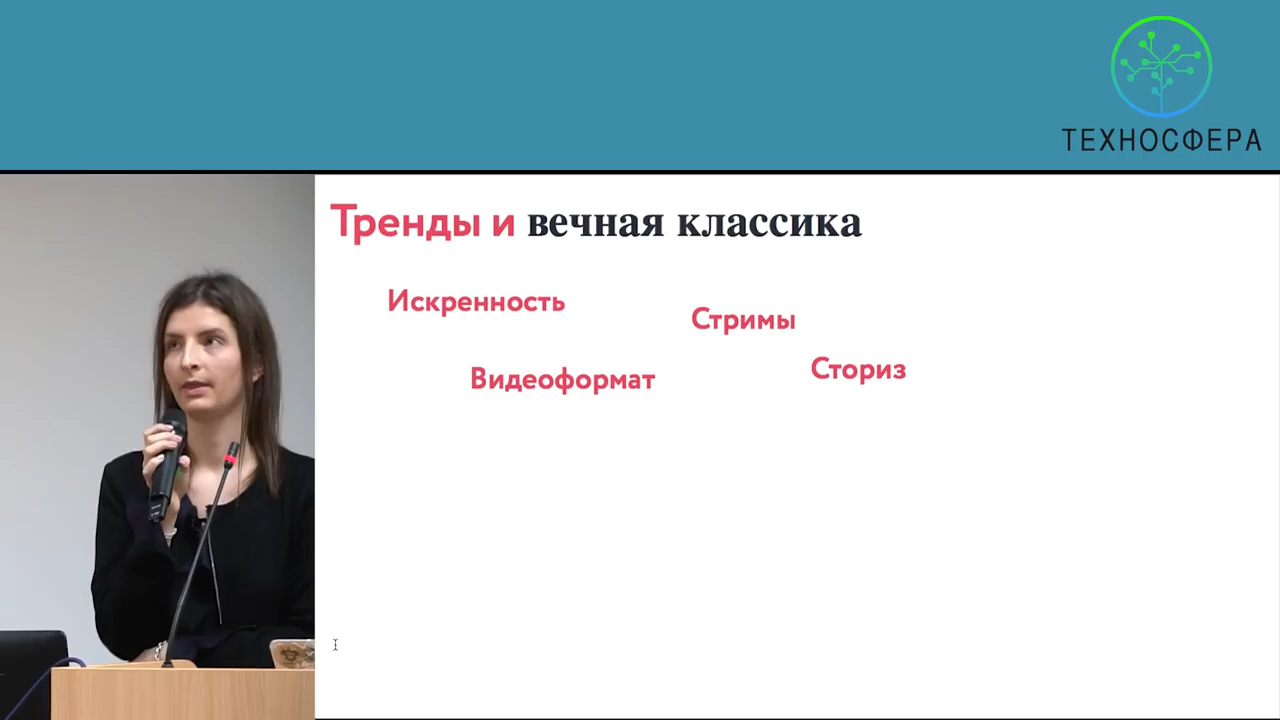 ТЕХНОСФЕРА
Тренды и вечная классика
Искренность
Стримы
Сториз
Видеоформат